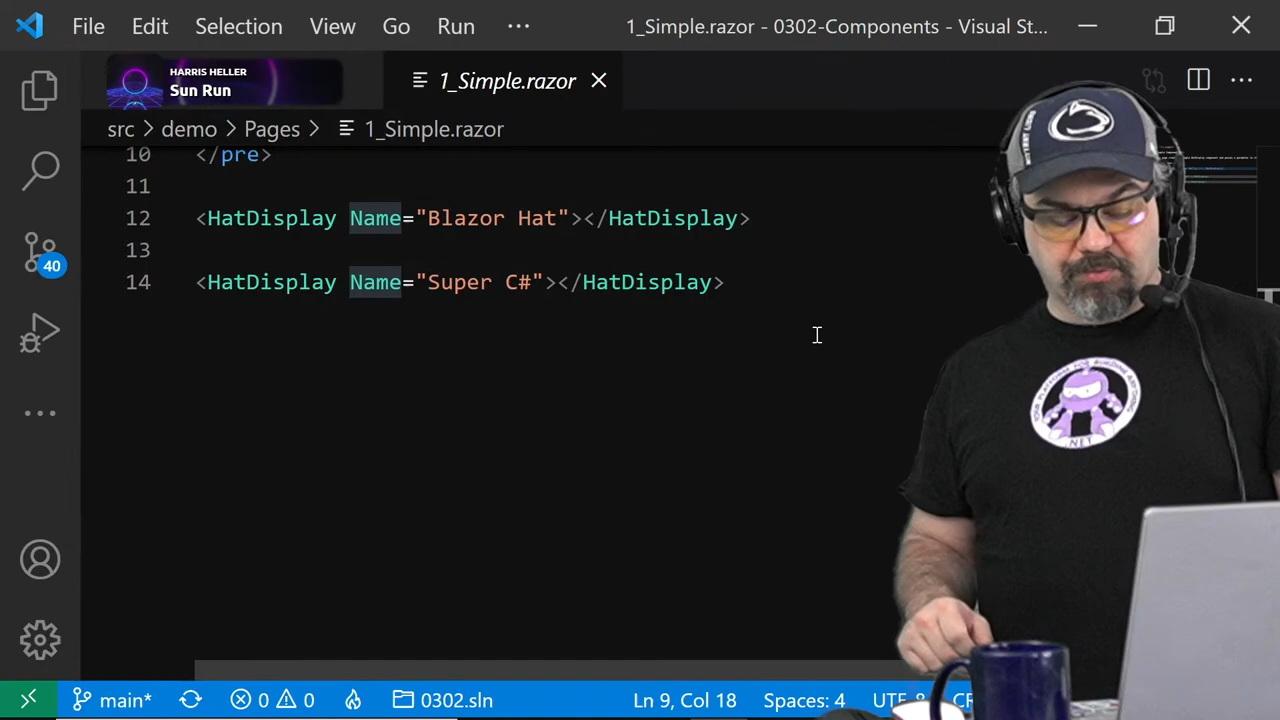 File Edit Selection View Go Run ··· 1_Simple.razor - 0302-Components - Visual St...
HARRIS HELLER
Sun Run
1_Simple.razor
src > demo > Pages > 1_Simple.razor
10 </pre>
11
12 <HatDisplay Name="Blazor Hat"></HatDisplay>
13
14 <HatDisplay Name="Super C#"></HatDisplay>
40
.NET
main* 0 0 0302.sln Ln 9, Col 18 Spaces: 4